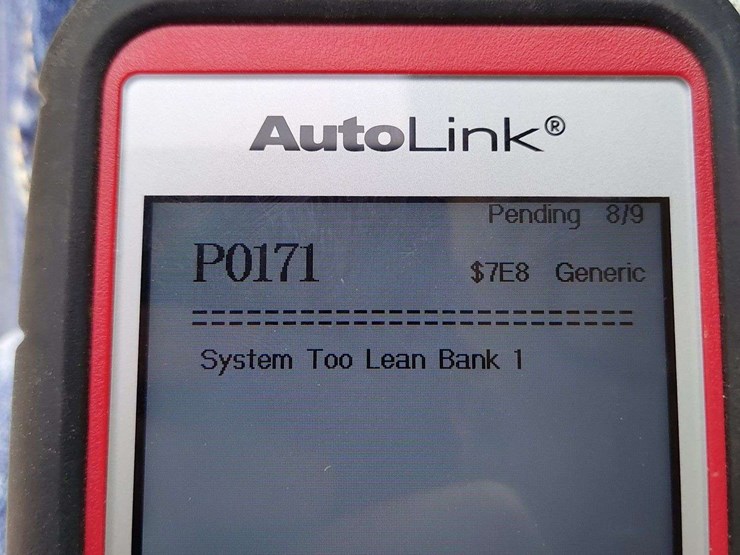 AutoLink®
Pending 8/9
P0171 $7E8 Generic
============================
System Too Lean Bank 1